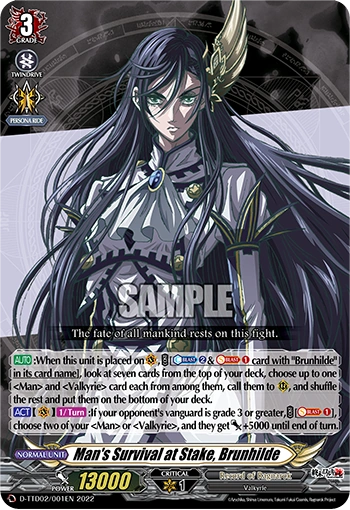 3
GRADE
TWINDRIVE
PERSONA RIDE
SAMPLE
The fate of all mankind rests on this fight.
AUTO :When this unit is placed on , [COUNTER BLAST 2 & SOUL BLAST 1 card with "Brunhilde"
in its card name], look at seven cards from the top of your deck, choose up to one
<Man> and <Valkyrie> card each from among them, call them to , and shuffle
the rest and put them on the bottom of your deck.
ACT 1/Turn :If your opponent's vanguard is grade 3 or greater, [SOUL BLAST 1],
choose two of your <Man> or <Valkyrie>, and they get +5000 until end of turn.
NORMAL UNIT
Man's Survival at Stake, Brunhilde
POWER 13000
CRITICAL
1
Record of Ragnarok
Valkyrie
D-TTD02/001EN 2022